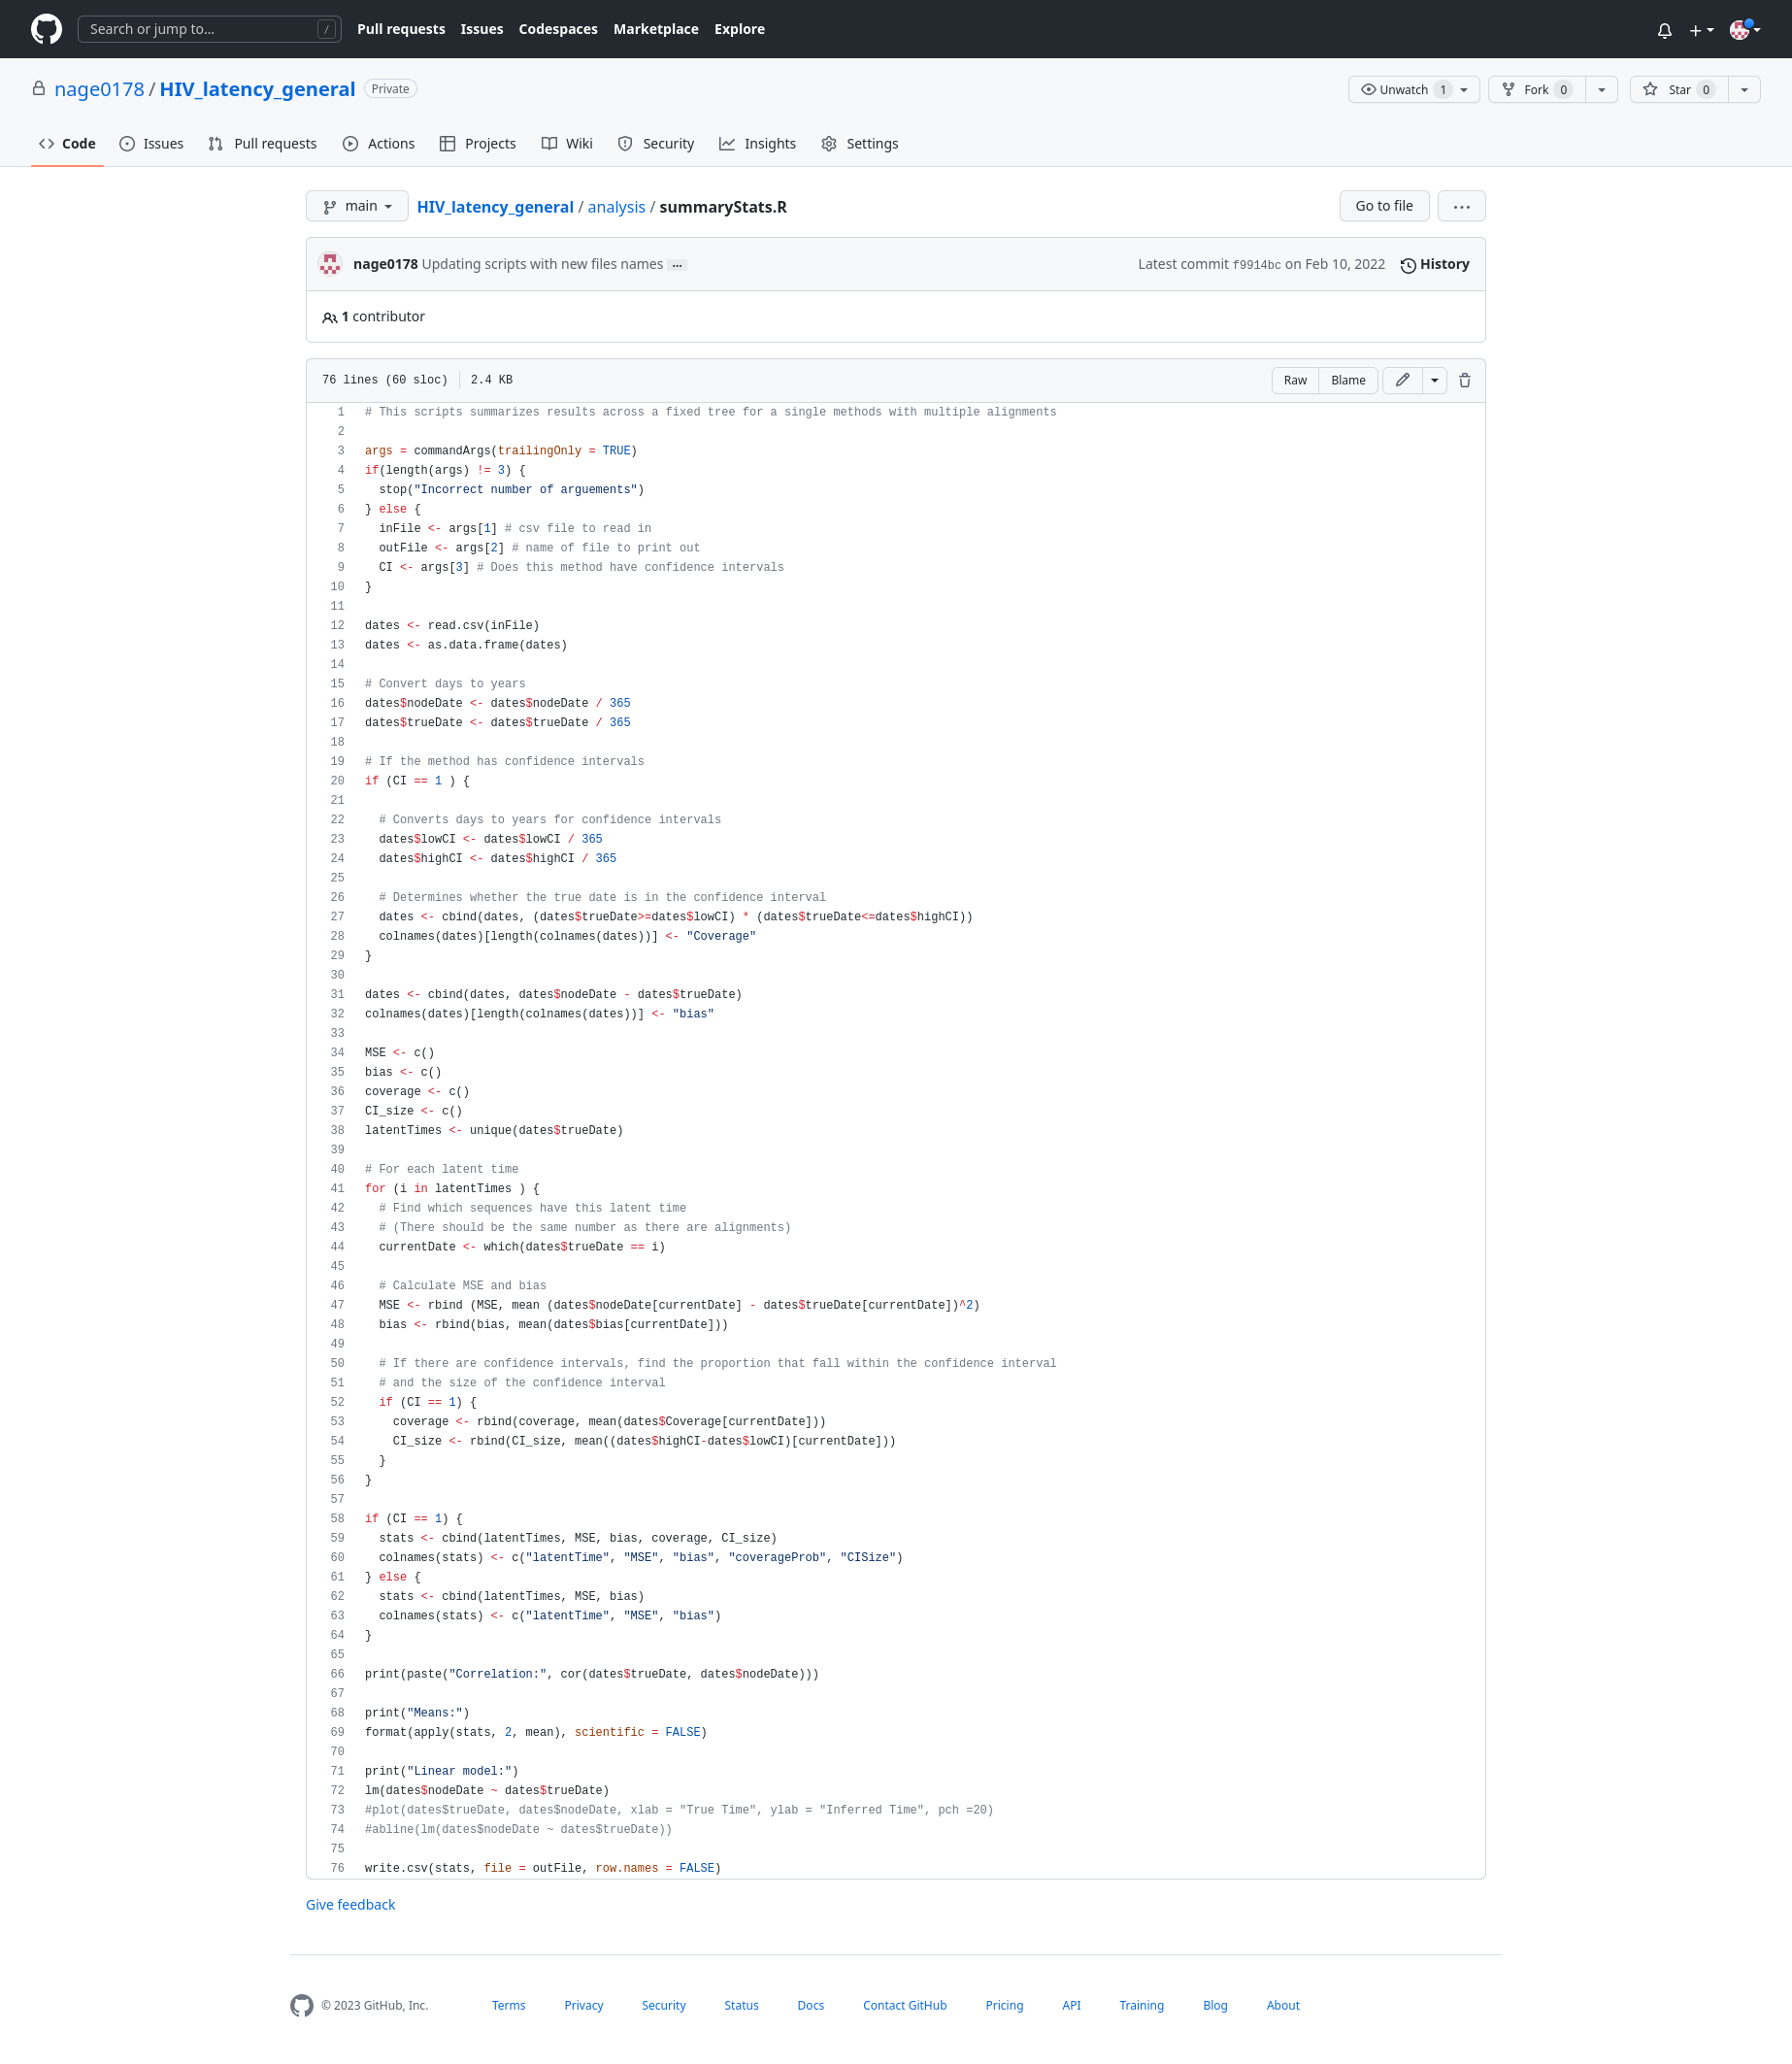 Search or jump to... / Pull requests Issues Codespaces Marketplace Explore
nage0178 / HIV_latency_general Private Unwatch 1 Fork 0 Star 0
Code Issues Pull requests Actions Projects Wiki Security Insights Settings
main HIV_latency_general / analysis / summaryStats.R Go to file ...
nage0178 Updating scripts with new files names ... Latest commit f9914bc on Feb 10, 2022 History
1 contributor
76 lines (60 sloc) 2.4 KB Raw Blame
1 # This scripts summarizes results across a fixed tree for a single methods with multiple alignments
2
3 args = commandArgs(trailingOnly = TRUE)
4 if(length(args) != 3) {
5   stop("Incorrect number of arguements")
6 } else {
7   inFile <- args[1] # csv file to read in
8   outFile <- args[2] # name of file to print out
9   CI <- args[3] # Does this method have confidence intervals
10 }
11
12 dates <- read.csv(inFile)
13 dates <- as.data.frame(dates)
14
15 # Convert days to years
16 dates$nodeDate <- dates$nodeDate / 365
17 dates$trueDate <- dates$trueDate / 365
18
19 # If the method has confidence intervals
20 if (CI == 1 ) {
21
22   # Converts days to years for confidence intervals
23   dates$lowCI <- dates$lowCI / 365
24   dates$highCI <- dates$highCI / 365
25
26   # Determines whether the true date is in the confidence interval
27   dates <- cbind(dates, (dates$trueDate>=dates$lowCI) * (dates$trueDate<=dates$highCI))
28   colnames(dates)[length(colnames(dates))] <- "Coverage"
29 }
30
31 dates <- cbind(dates, dates$nodeDate - dates$trueDate)
32 colnames(dates)[length(colnames(dates))] <- "bias"
33
34 MSE <- c()
35 bias <- c()
36 coverage <- c()
37 CI_size <- c()
38 latentTimes <- unique(dates$trueDate)
39
40 # For each latent time
41 for (i in latentTimes ) {
42   # Find which sequences have this latent time
43   # (There should be the same number as there are alignments)
44   currentDate <- which(dates$trueDate == i)
45
46   # Calculate MSE and bias
47   MSE <- rbind (MSE, mean (dates$nodeDate[currentDate] - dates$trueDate[currentDate])^2)
48   bias <- rbind(bias, mean(dates$bias[currentDate]))
49
50   # If there are confidence intervals, find the proportion that fall within the confidence interval
51   # and the size of the confidence interval
52   if (CI == 1) {
53     coverage <- rbind(coverage, mean(dates$Coverage[currentDate]))
54     CI_size <- rbind(CI_size, mean((dates$highCI-dates$lowCI)[currentDate]))
55   }
56 }
57
58 if (CI == 1) {
59   stats <- cbind(latentTimes, MSE, bias, coverage, CI_size)
60   colnames(stats) <- c("latentTime", "MSE", "bias", "coverageProb", "CISize")
61 } else {
62   stats <- cbind(latentTimes, MSE, bias)
63   colnames(stats) <- c("latentTime", "MSE", "bias")
64 }
65
66 print(paste("Correlation:", cor(dates$trueDate, dates$nodeDate)))
67
68 print("Means:")
69 format(apply(stats, 2, mean), scientific = FALSE)
70
71 print("Linear model:")
72 lm(dates$nodeDate ~ dates$trueDate)
73 #plot(dates$trueDate, dates$nodeDate, xlab = "True Time", ylab = "Inferred Time", pch =20)
74 #abline(lm(dates$nodeDate ~ dates$trueDate))
75
76 write.csv(stats, file = outFile, row.names = FALSE)
Give feedback
© 2023 GitHub, Inc. Terms Privacy Security Status Docs Contact GitHub Pricing API Training Blog About